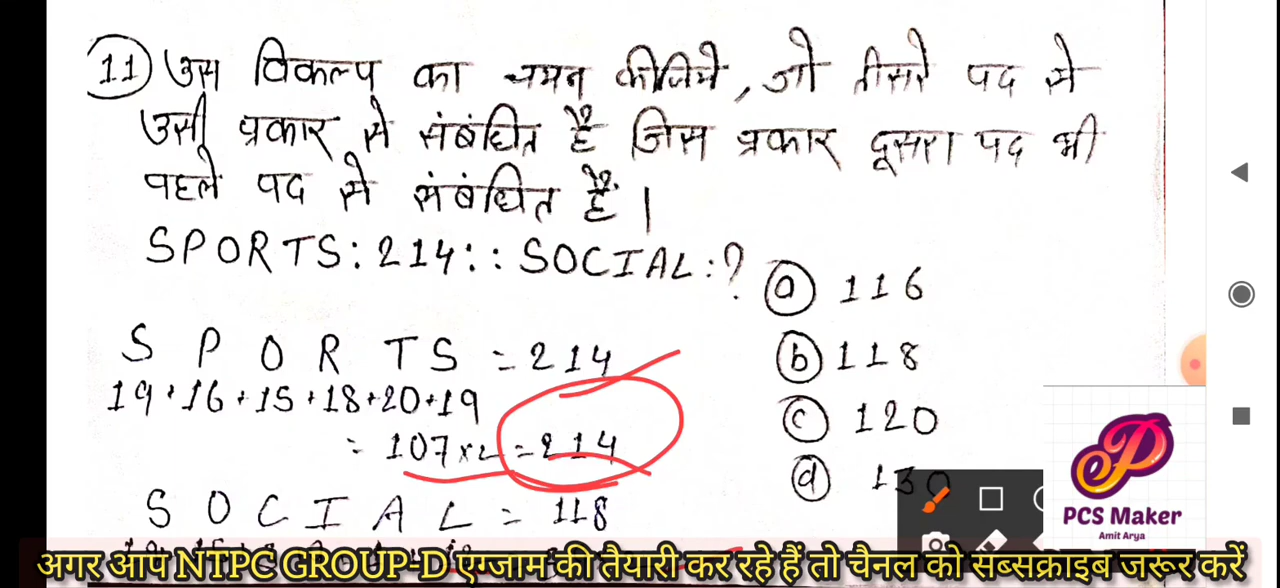 11) उस विकल्प का चयन कीजिये, जो तीसरे पद से
उसी प्रकार से संबंधित है जिस प्रकार दूसरा पद भी
पहले पद से संबंधित है।
SPORTS:214::SOCIAL:?
(a) 116
(b) 118
(c) 120
(d) 130
S P O R T S = 214
19+16+15+18+20+19
= 107×2=214
S O C I A L = 118
PCS Maker
Amit Arya
अगर आप NTPC GROUP-D एग्जाम की तैयारी कर रहे हैं तो चैनल को सब्सक्राइब जरूर करें